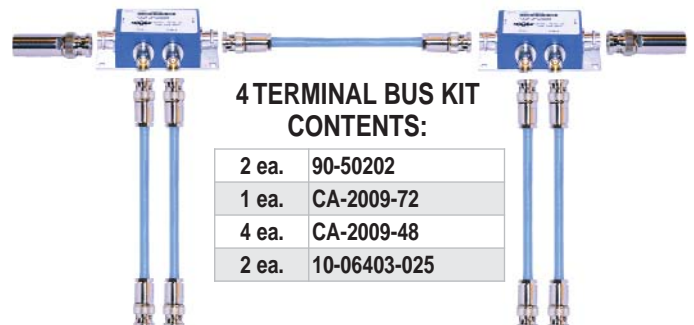 4 TERMINAL BUS KIT
CONTENTS:
2 ea. 90-50202
1 ea. CA-2009-72
4 ea. CA-2009-48
2 ea. 10-06403-025